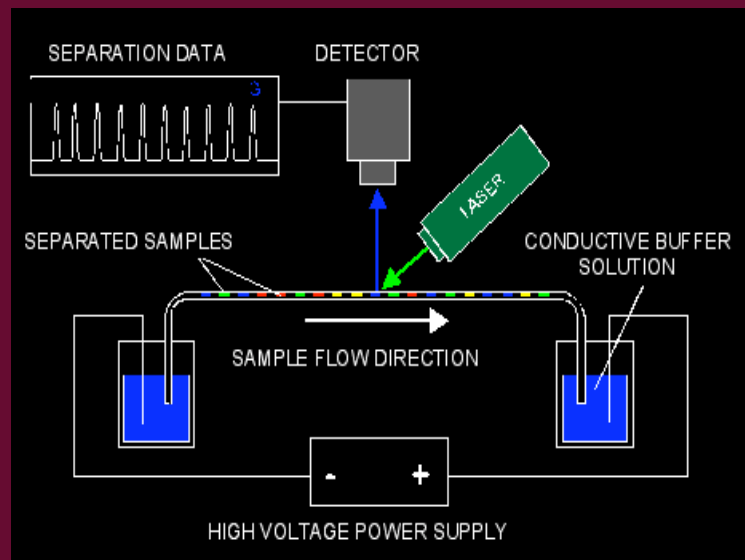 SEPARATION DATA
DETECTOR
G
LASER
SEPARATED SAMPLES
CONDUCTIVE BUFFER
SOLUTION
SAMPLE FLOW DIRECTION
- +
HIGH VOLTAGE POWER SUPPLY